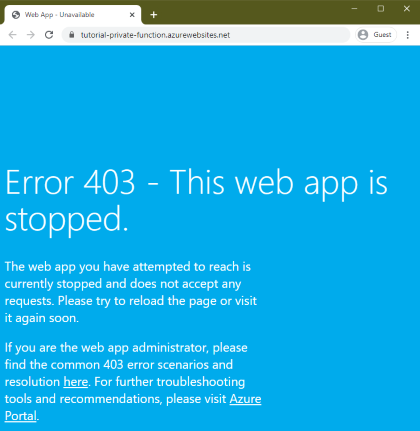 Web App - Unavailable
tutorial-private-function.azurewebsites.net
Guest
Error 403 - This web app is
stopped.
The web app you have attempted to reach is
currently stopped and does not accept any
requests. Please try to reload the page or visit
it again soon.
If you are the web app administrator, please
find the common 403 error scenarios and
resolution here. For further troubleshooting
tools and recommendations, please visit Azure
Portal.